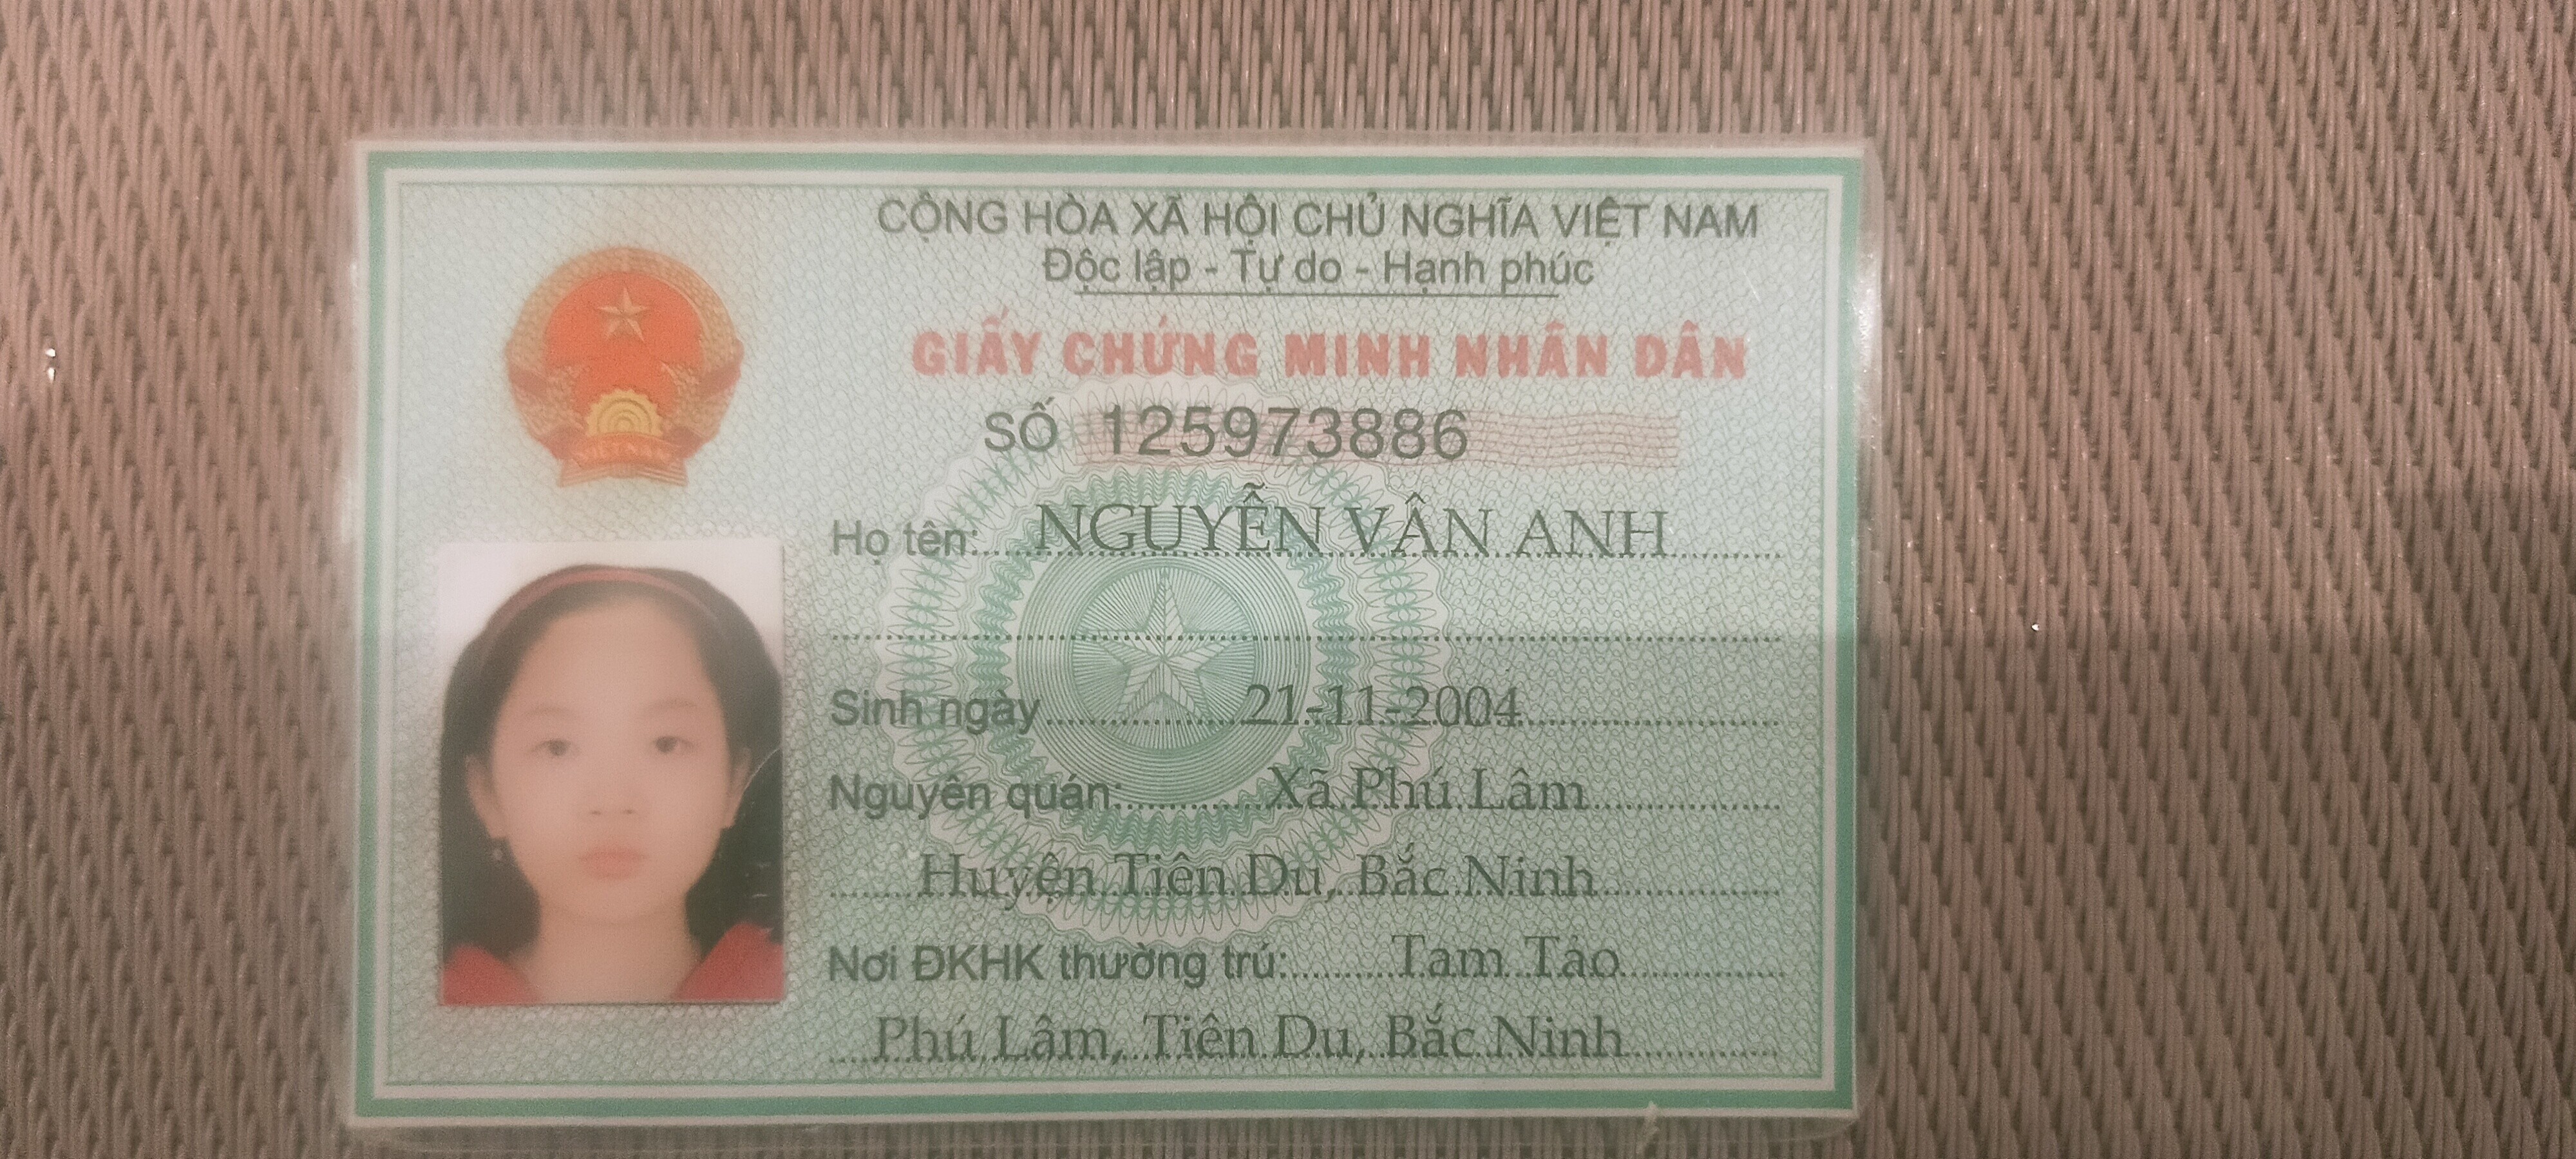 CỘNG HÒA XÃ HỘI CHỦ NGHĨA VIỆT NAM
Độc lập - Tự do - Hạnh phúc
GIẤY CHỨNG MINH NHÂN DÂN
SỐ 125973886
Họ tên: NGUYỄN VÂN ANH
Sinh ngày 21-11-2004
Nguyên quán: Xã Phú Lâm
Huyện Tiên Du, Bắc Ninh
Nơi ĐKHK thường trú: Tam Tảo
Phú Lâm, Tiên Du, Bắc Ninh